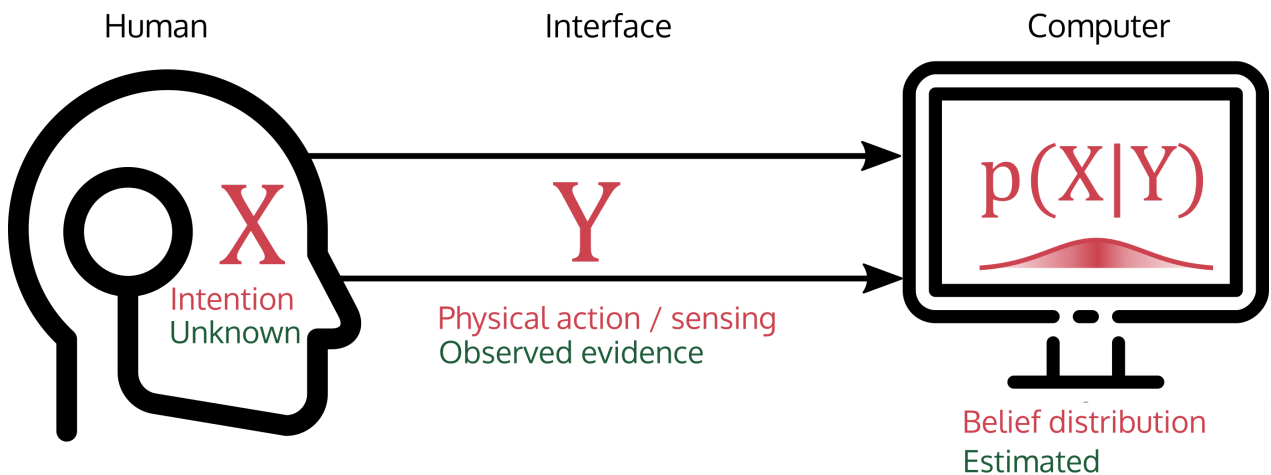 Human
Interface
Computer
X
Y
p(X|Y)
Intention
Unknown
Physical action / sensing
Observed evidence
Belief distribution
Estimated